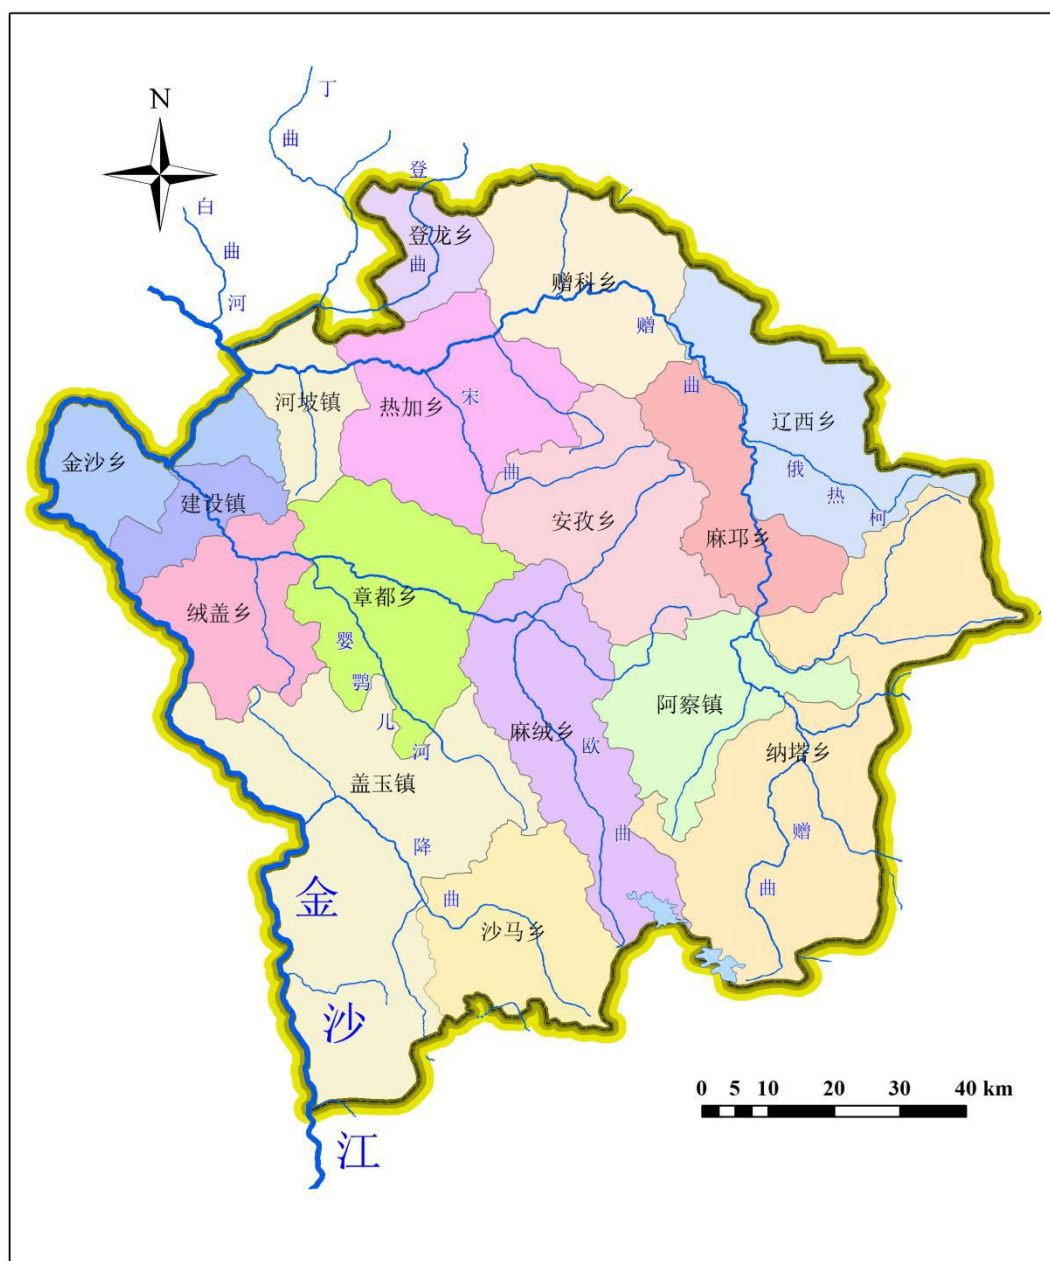 N
丁曲
白曲河
登曲
登龙乡
赠科乡
赠曲
河坡镇
热加乡
宋曲
辽西乡
俄热柯
金沙乡
建设镇
安孜乡
麻邛乡
绒盖乡
章都乡
婴鹗儿河
阿察镇
麻绒乡
欧曲
纳塔乡
盖玉镇
降曲
赠曲
沙马乡
金沙江
0 5 10 20 30 40 km